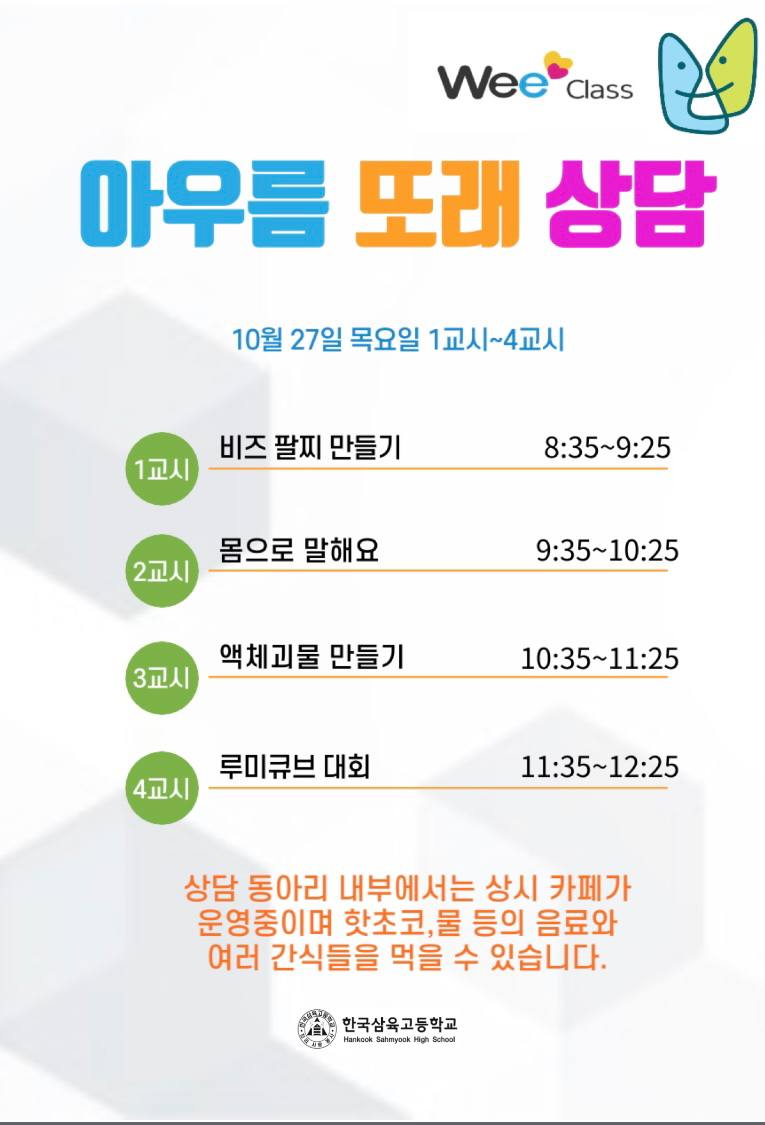 Wee Class
아우름 또래 상담
10월 27일 목요일 1교시~4교시
1교시 비즈 팔찌 만들기 8:35~9:25
2교시 몸으로 말해요 9:35~10:25
3교시 액체괴물 만들기 10:35~11:25
4교시 루미큐브 대회 11:35~12:25
상담 동아리 내부에서는 상시 카페가
운영중이며 핫초코,물 등의 음료와
여러 간식들을 먹을 수 있습니다.
한국삼육고등학교
Hankook Sahmyook High School